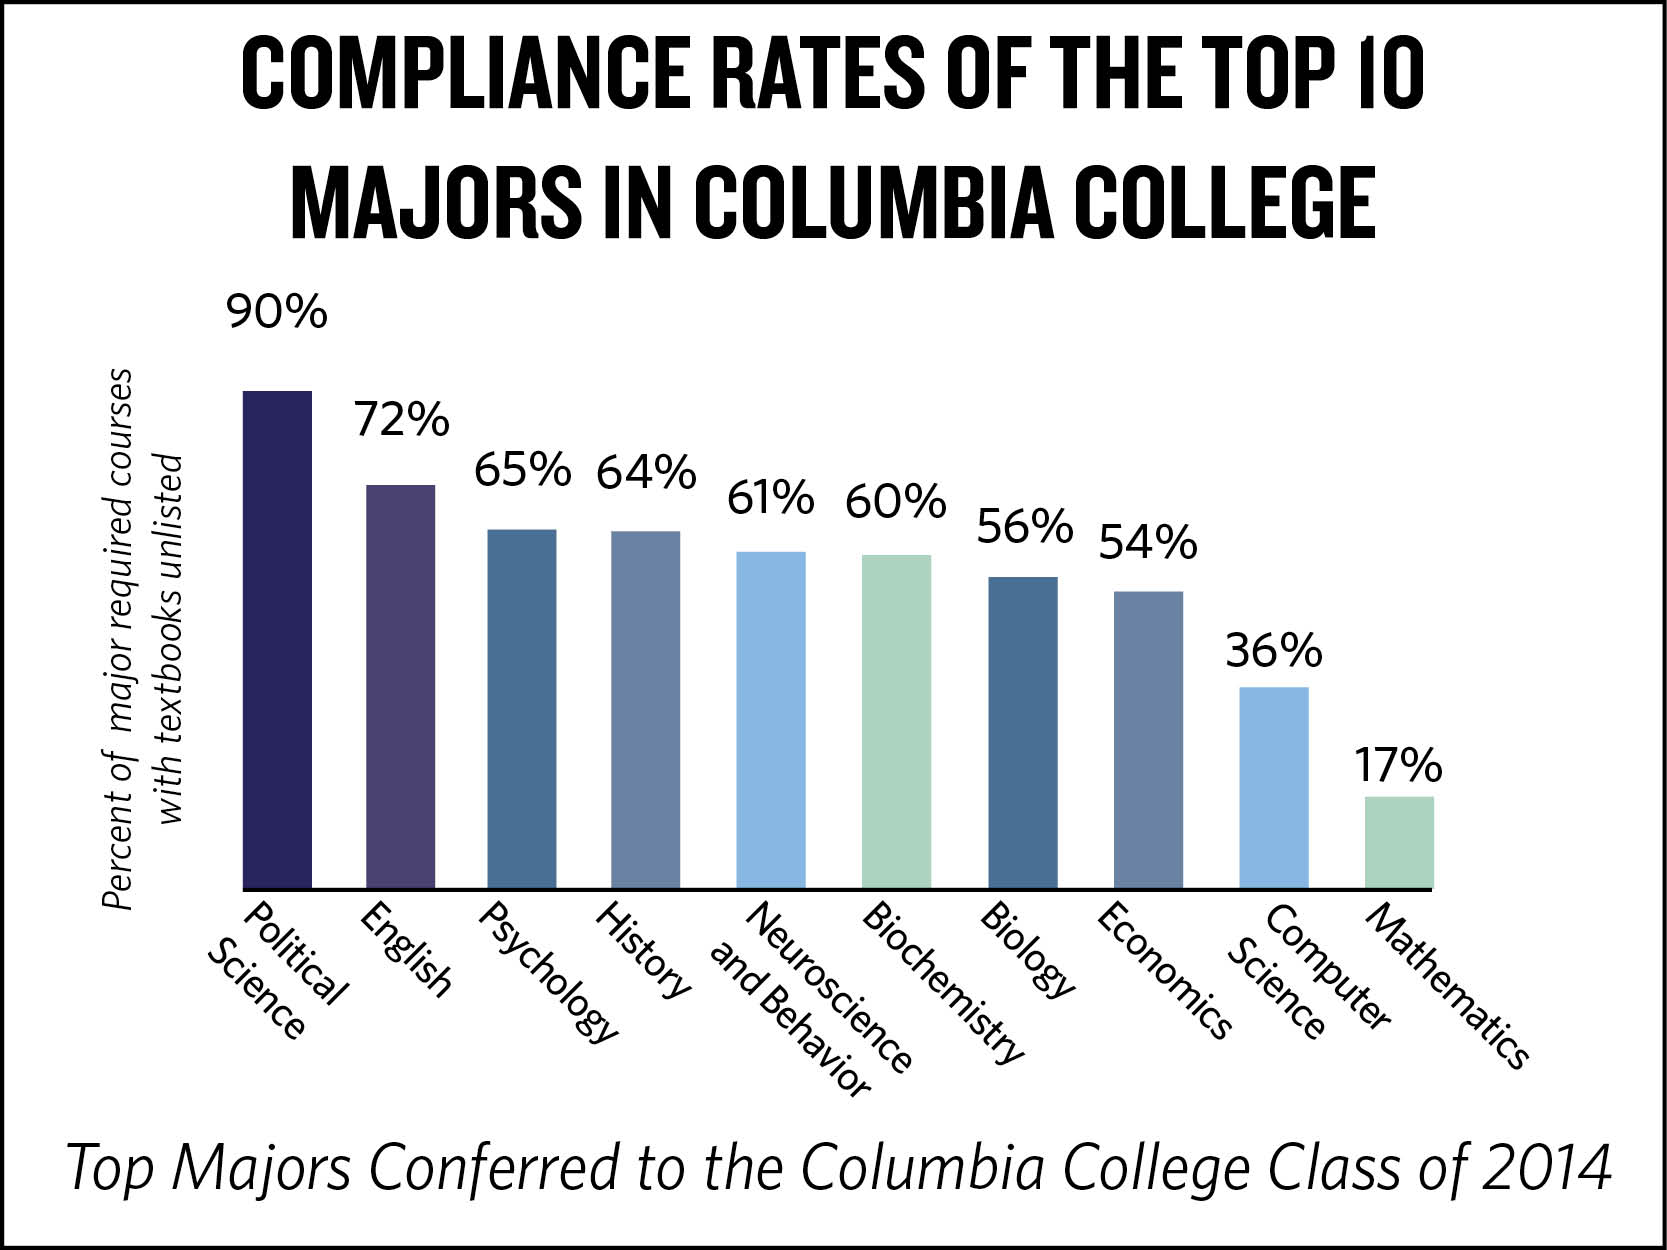 COMPLIANCE RATES OF THE TOP 10
MAJORS IN COLUMBIA COLLEGE
Percent of major required courses
with textbooks unlisted
90%
72%
65%
64%
61%
60%
56%
54%
36%
17%
Political
Science
English
Psychology
History
Neuroscience
and Behavior
Biochemistry
Biology
Economics
Computer
Science
Mathematics
Top Majors Conferred to the Columbia College Class of 2014